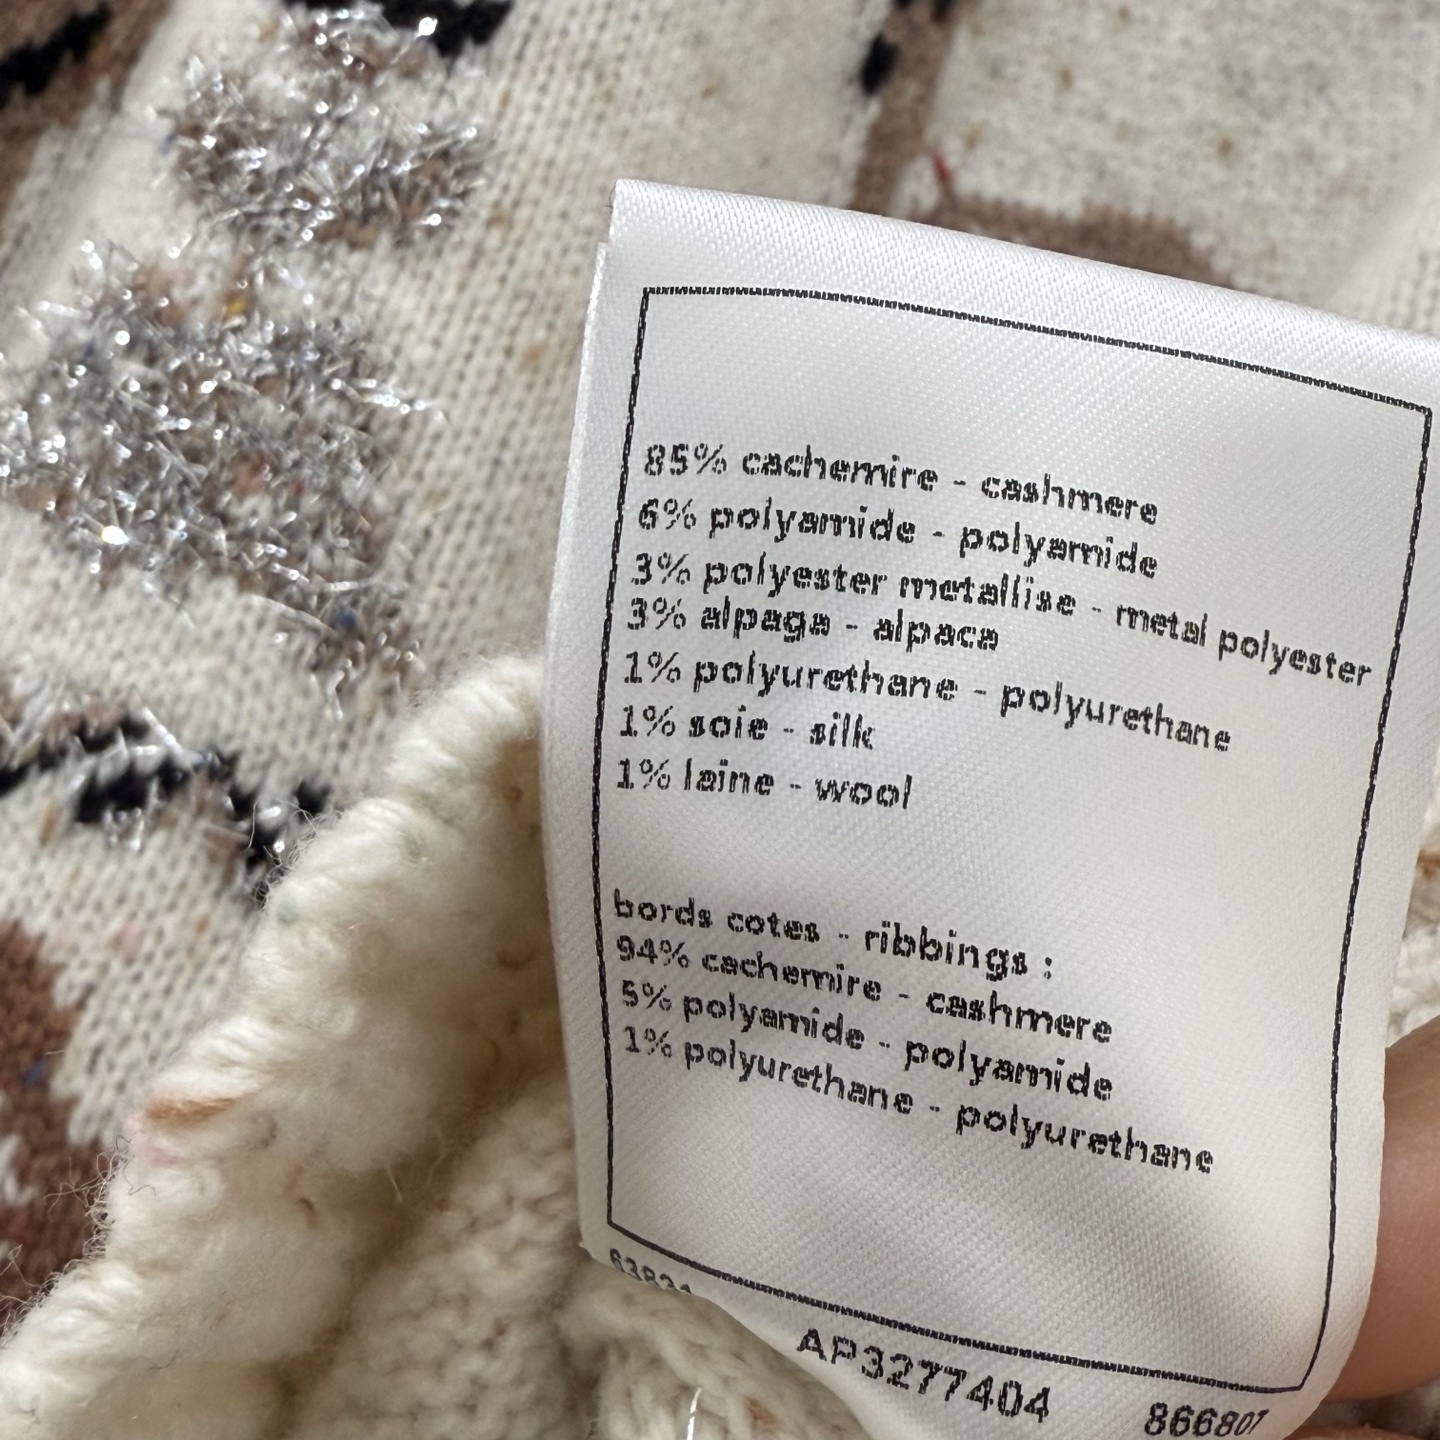 85% cachemire - cashmere
6% polyamide - polyamide
3% polyester metallise - metal polyester
3% alpaga - alpaca
1% polyurethane - polyurethane
1% soie - silk
1% laine - wool
bords cotes - ribbings :
94% cachemire - cashmere
5% polyamide - polyamide
1% polyurethane - polyurethane
AP3277404
866807